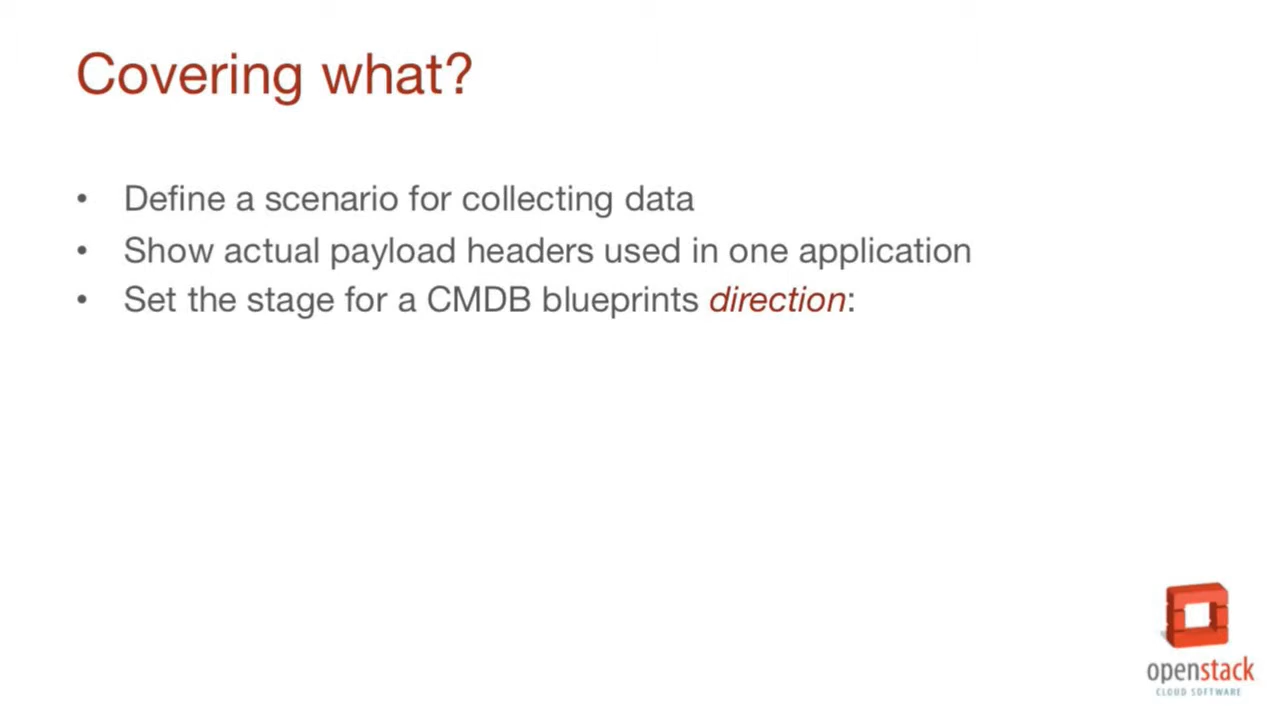 Covering what?
• Define a scenario for collecting data
• Show actual payload headers used in one application
• Set the stage for a CMDB blueprints direction:
openstack
CLOUD SOFTWARE